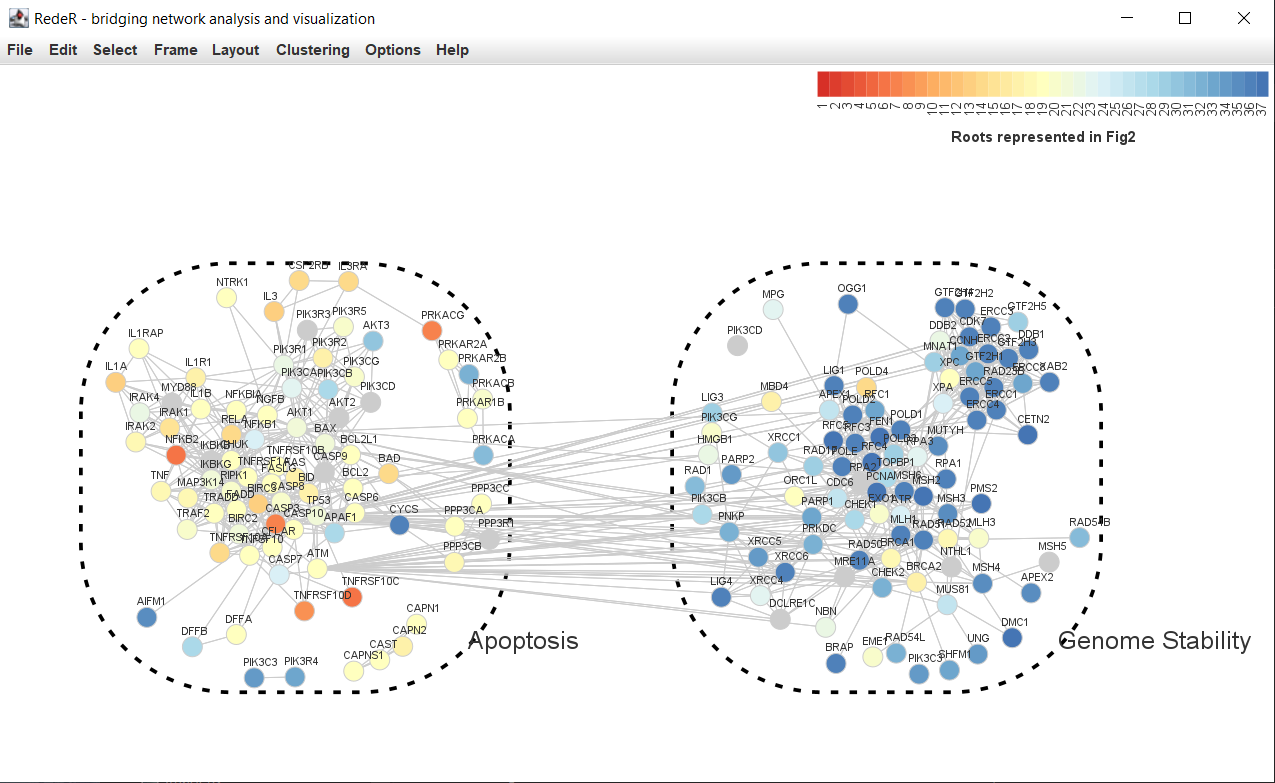 RedeR - bridging network analysis and visualization
File Edit Select Frame Layout Clustering Options Help
1 2 3 4 5 6 7 8 9 10 11 12 13 14 15 16 17 18 19 20 21 22 23 24 25 26 27 28 29 30 31 32 33 34 35 36 37
Roots represented in Fig2
CSF2RB IL3RA
NTRK1
IL3
PIK3R3 PIK3R5
AKT3
PRKACG
IL1RAP
PIK3R1 PIK3R2
PRKAR2A
PRKAR2B
IL1A
IL1R1
PIK3CA PIK3CB PIK3CG
PIK3CD
PRKACB
MYD88
IRAK4
IL1B
NFKBIA
NGFB
AKT2
PRKAR1B
IRAK1
RELA
NFKB1
AKT1
BAX
IRAK2
NFKB2
BCL2L1
PRKACA
TNFRSF10B
CASP9
BAD
IKBKG
TNFRSF1A
FASLG
TNF
RIPK1
BID
BCL2
MAP3K14
BIRC3
CASP8
PPP3CC
TRADD
FADD
TP53
CASP6
TRAF2
BIRC2
CASP3
CASP10
APAF1
CYCS
PPP3CA
PPP3R1
CFLAR
TNFSF10
PPP3CB
CASP7
ATM
TNFRSF10C
TNFRSF10D
AIFM1
DFFA
DFFB
CAPN1
CAPN2
CAST
CAPNS1
PIK3C3 PIK3R4
Apoptosis
MPG
OGG1
GTF2H4
GTF2H2
GTF2H5
ERCC3
PIK3CD
DDB2
CDK7
DDB1
MNAT1
CCNH
ERCC2
GTF2H3
XPC
GTF2H1
LIG1
POLD4
RAD23B
ERCC8
XAB2
MBD4
APEX1
RFC1
XPA
ERCC5
ERCC1
LIG3
POLD2
ERCC4
PIK3CG
RFC5
RFC3
FEN1
POLD1
CETN2
HMGB1
XRCC1
MUTYH
POLD3
RPA3
RFC4
POLE
RAD1
PARP2
RPA2
TOPBP1
RPA1
ORC1L
CDC6
PCNA
MSH6
MSH2
PMS2
PIK3CB
PARP1
EXO1
ATR
MSH3
PNKP
CHEK1
PRKDC
MLH1
RAD51
RAD52
MLH3
RAD54B
XRCC5
RAD50
BRCA1
NTHL1
MSH5
XRCC6
MRE11A
CHEK2
BRCA2
MSH4
LIG4
XRCC4
APEX2
DCLRE1C
NBN
MUS81
DMC1
BRAP
EME1
RAD54L
UNG
PIK3C3
SHFM1
Genome Stability